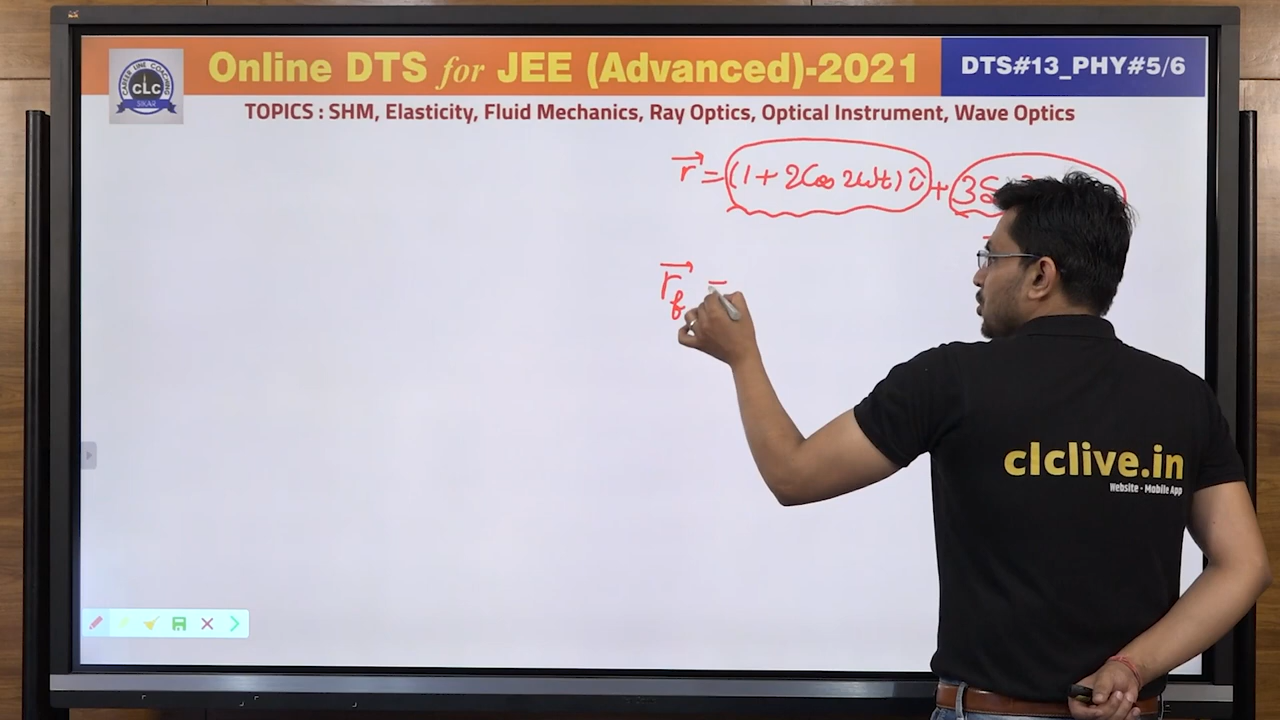 Online DTS for JEE (Advanced)-2021
DTS#13_PHY#5/6
CAREER LINE COACHING
CLC
SIKAR
TOPICS : SHM, Elasticity, Fluid Mechanics, Ray Optics, Optical Instrument, Wave Optics
r⃗ = (1 + 2Cos 2ωt) î + 3S
r⃗f =
clclive.in
Website - Mobile App